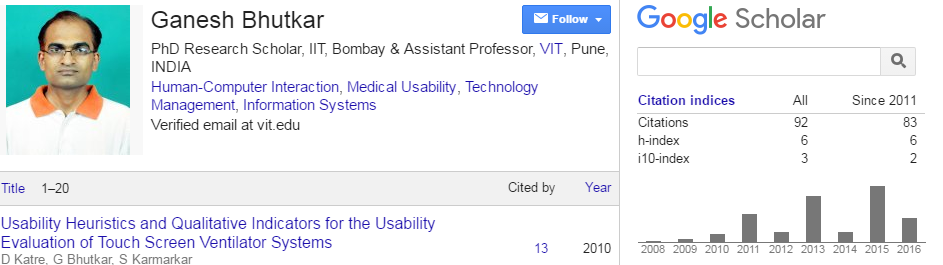 Ganesh Bhutkar
Follow
PhD Research Scholar, IIT, Bombay & Assistant Professor, VIT, Pune,
INDIA
Human-Computer Interaction, Medical Usability, Technology
Management, Information Systems
Verified email at vit.edu
Title 1–20 Cited by Year
Usability Heuristics and Qualitative Indicators for the Usability
Evaluation of Touch Screen Ventilator Systems
D Katre, G Bhutkar, S Karmarkar
13 2010
Google Scholar
Citation indices All Since 2011
Citations 92 83
h-index 6 6
i10-index 3 2
2008 2009 2010 2011 2012 2013 2014 2015 2016